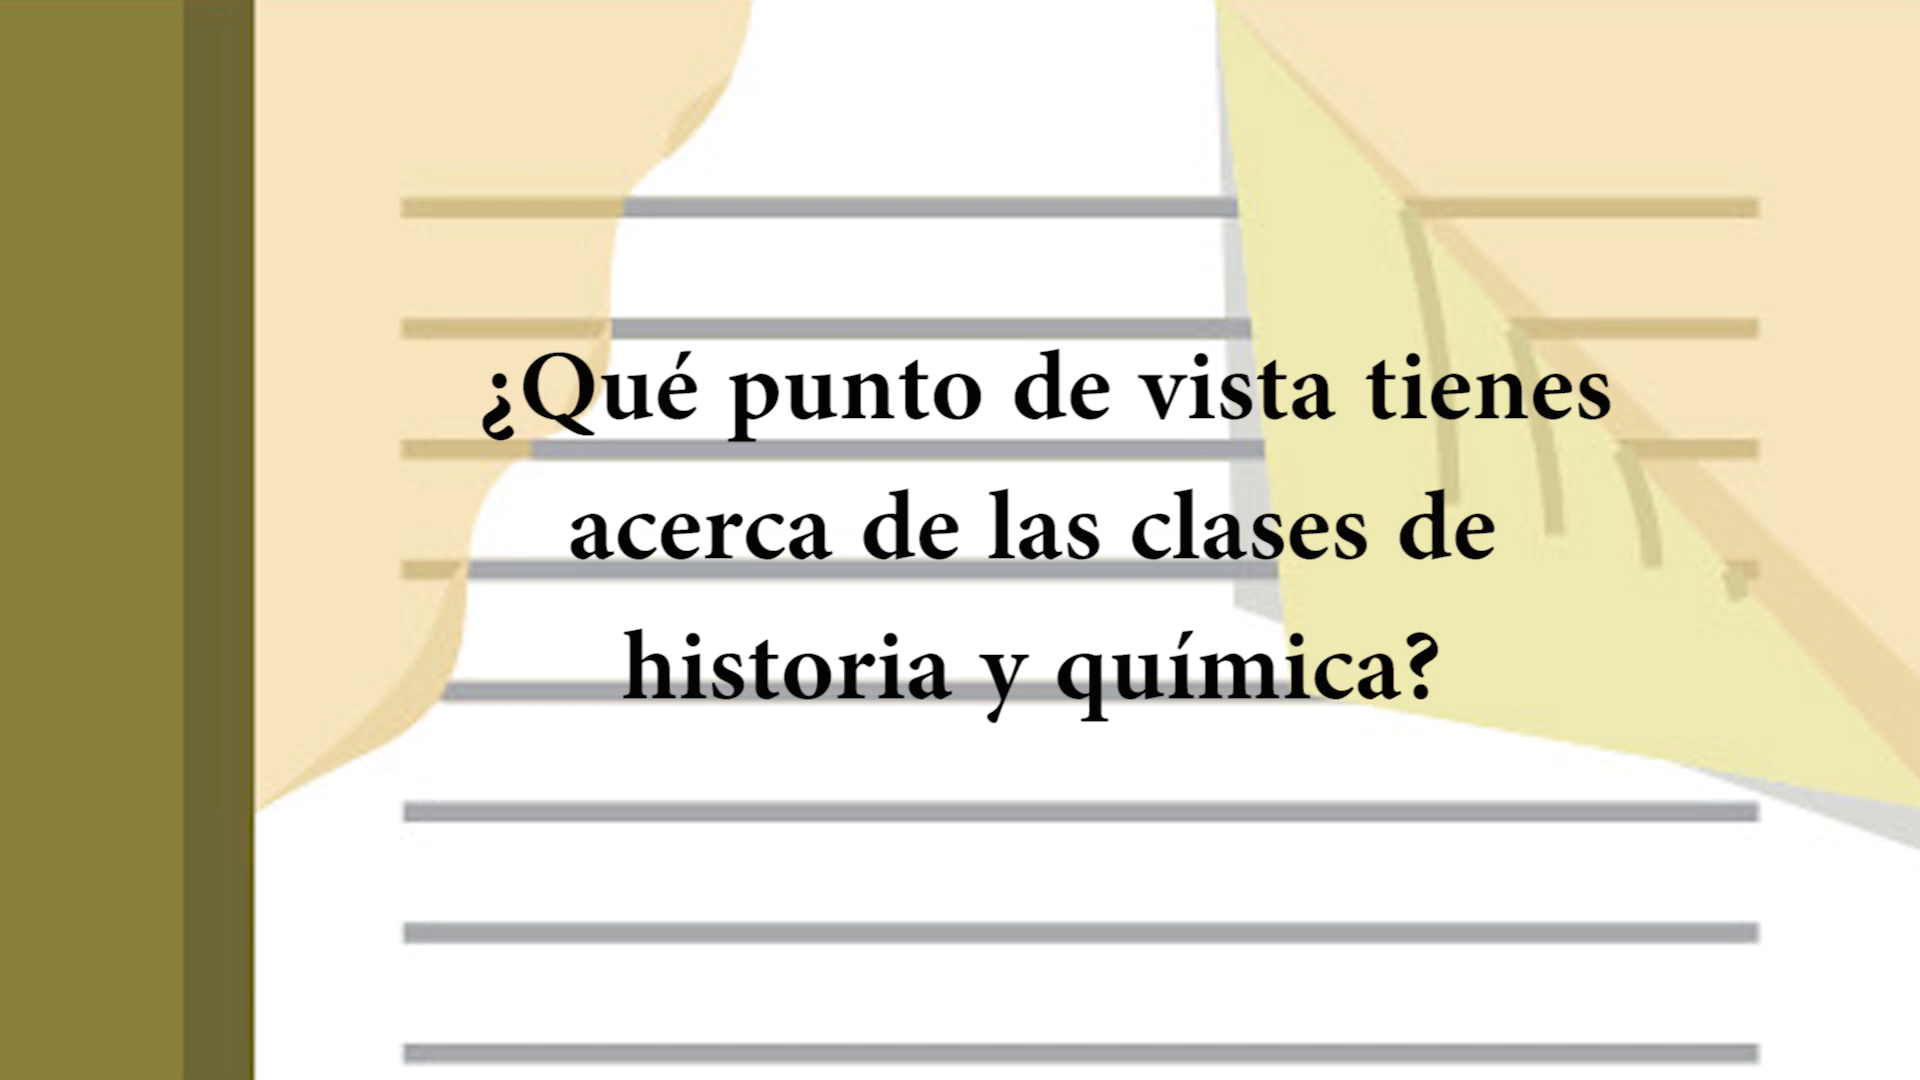 ¿Qué punto de vista tienes
acerca de las clases de
historia y química?